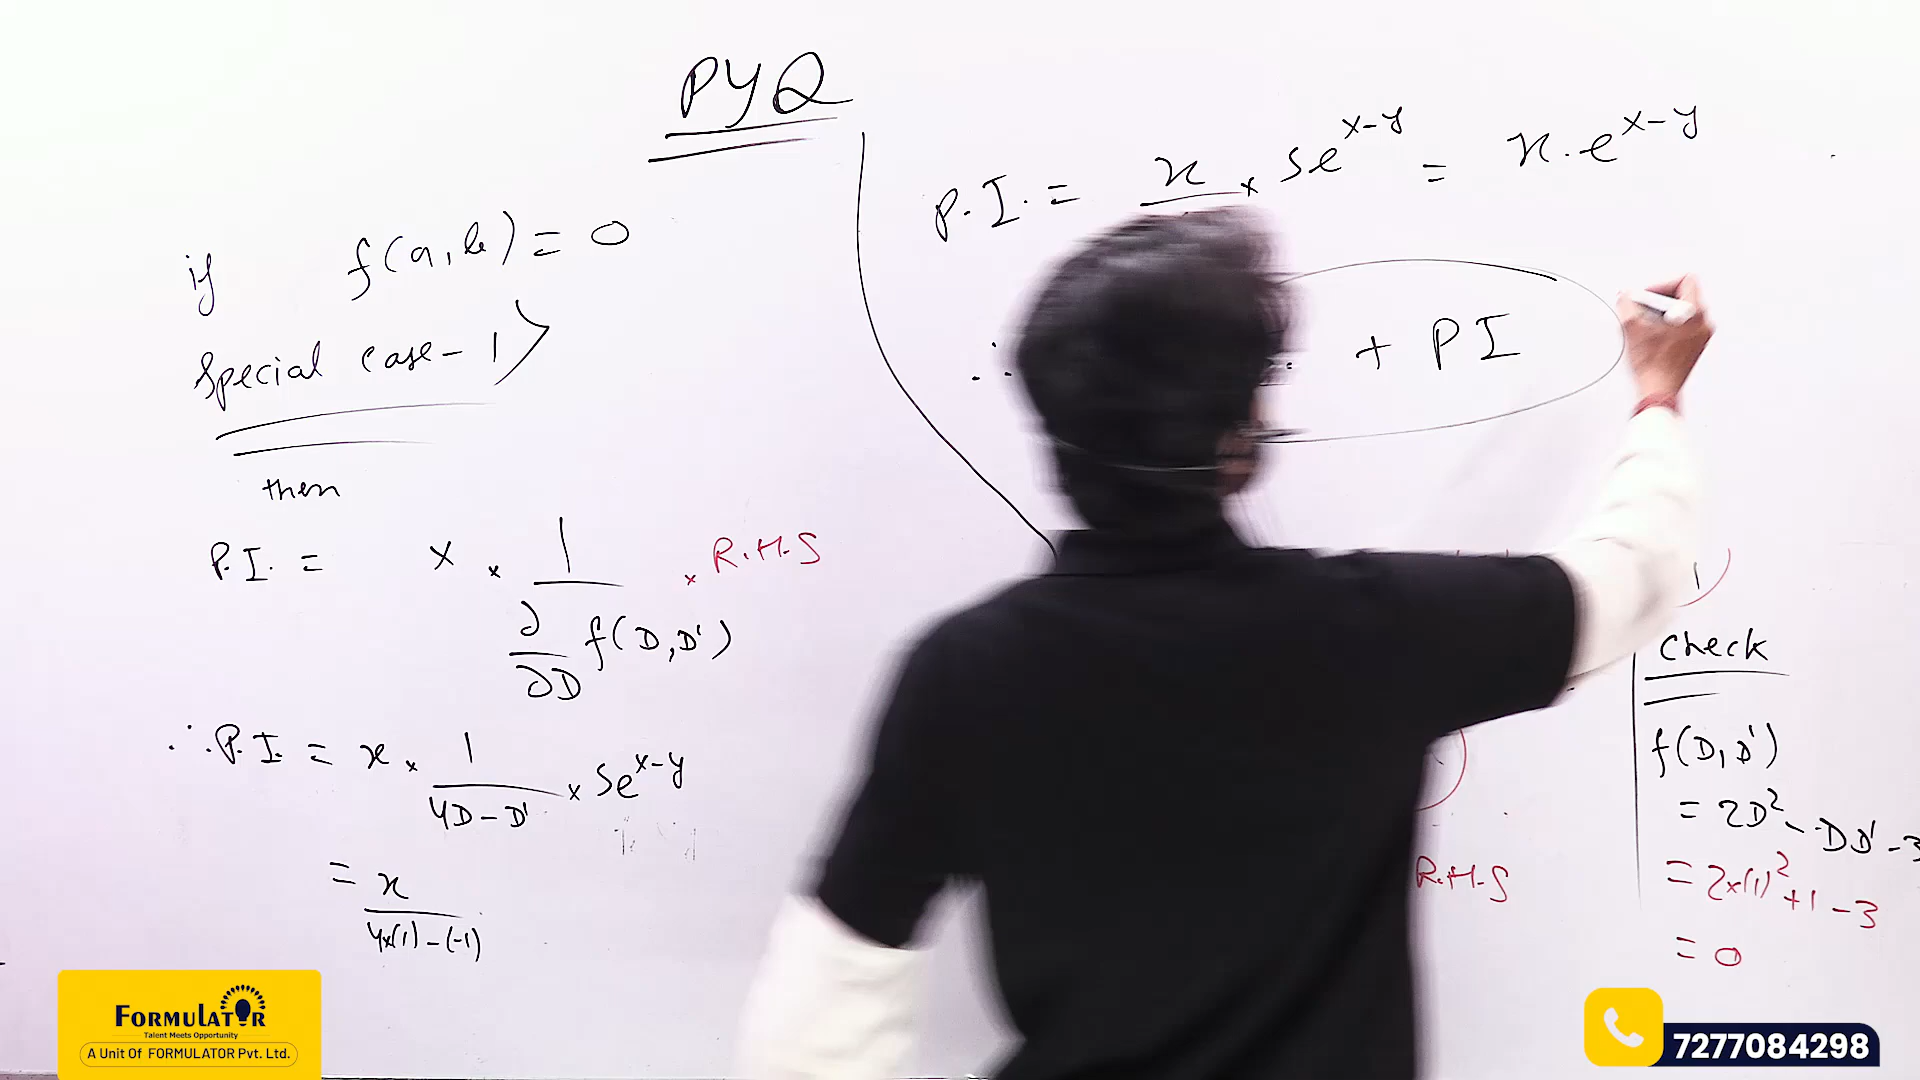 PYQ
if f(a,b) = 0
Special case-1
then
P.I. = x × 1 × R.H.S
∂ f(D,D')
∂D
∴ P.I. = x × 1 × 5e^x-y
4D - D'
= x
4×(1) - (-1)
P.I. = x × 5e^x-y = x.e^x-y
∴ + PI
R.H.S
check
f(D,D')
= 2D² - DD' - 3
= 2×(1)² + 1 - 3
= 0
FORMULATOR
Talent Meets Opportunity
A Unit Of FORMULATOR Pvt. Ltd.
7277084298